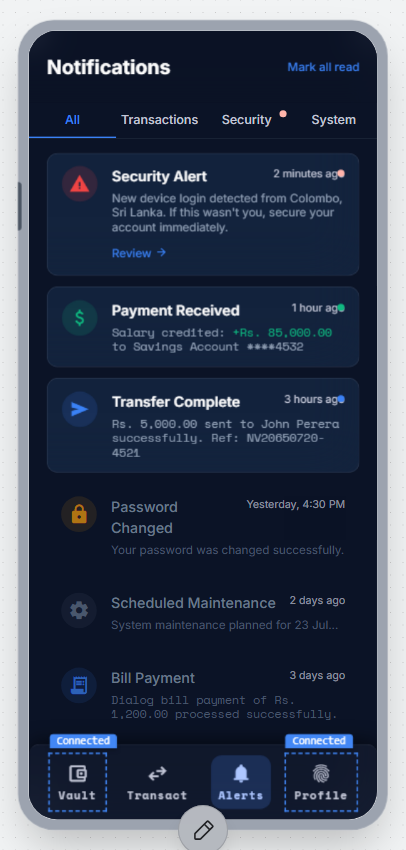 Notifications
Mark all read
All
Transactions
Security
System
Security Alert
2 minutes ago
New device login detected from Colombo,
Sri Lanka. If this wasn't you, secure your
account immediately.
Review →
Payment Received
1 hour ago
Salary credited: +Rs. 85,000.00
to Savings Account ****4532
Transfer Complete
3 hours ago
Rs. 5,000.00 sent to John Perera
successfully. Ref: NV20650720-
4521
Password
Changed
Yesterday, 4:30 PM
Your password was changed successfully.
Scheduled Maintenance
2 days ago
System maintenance planned for 23 Jul...
Bill Payment
3 days ago
Dialog bill payment of Rs.
1,200.00 processed successfully.
Connected
Connected
Vault
Transact
Alerts
Profile